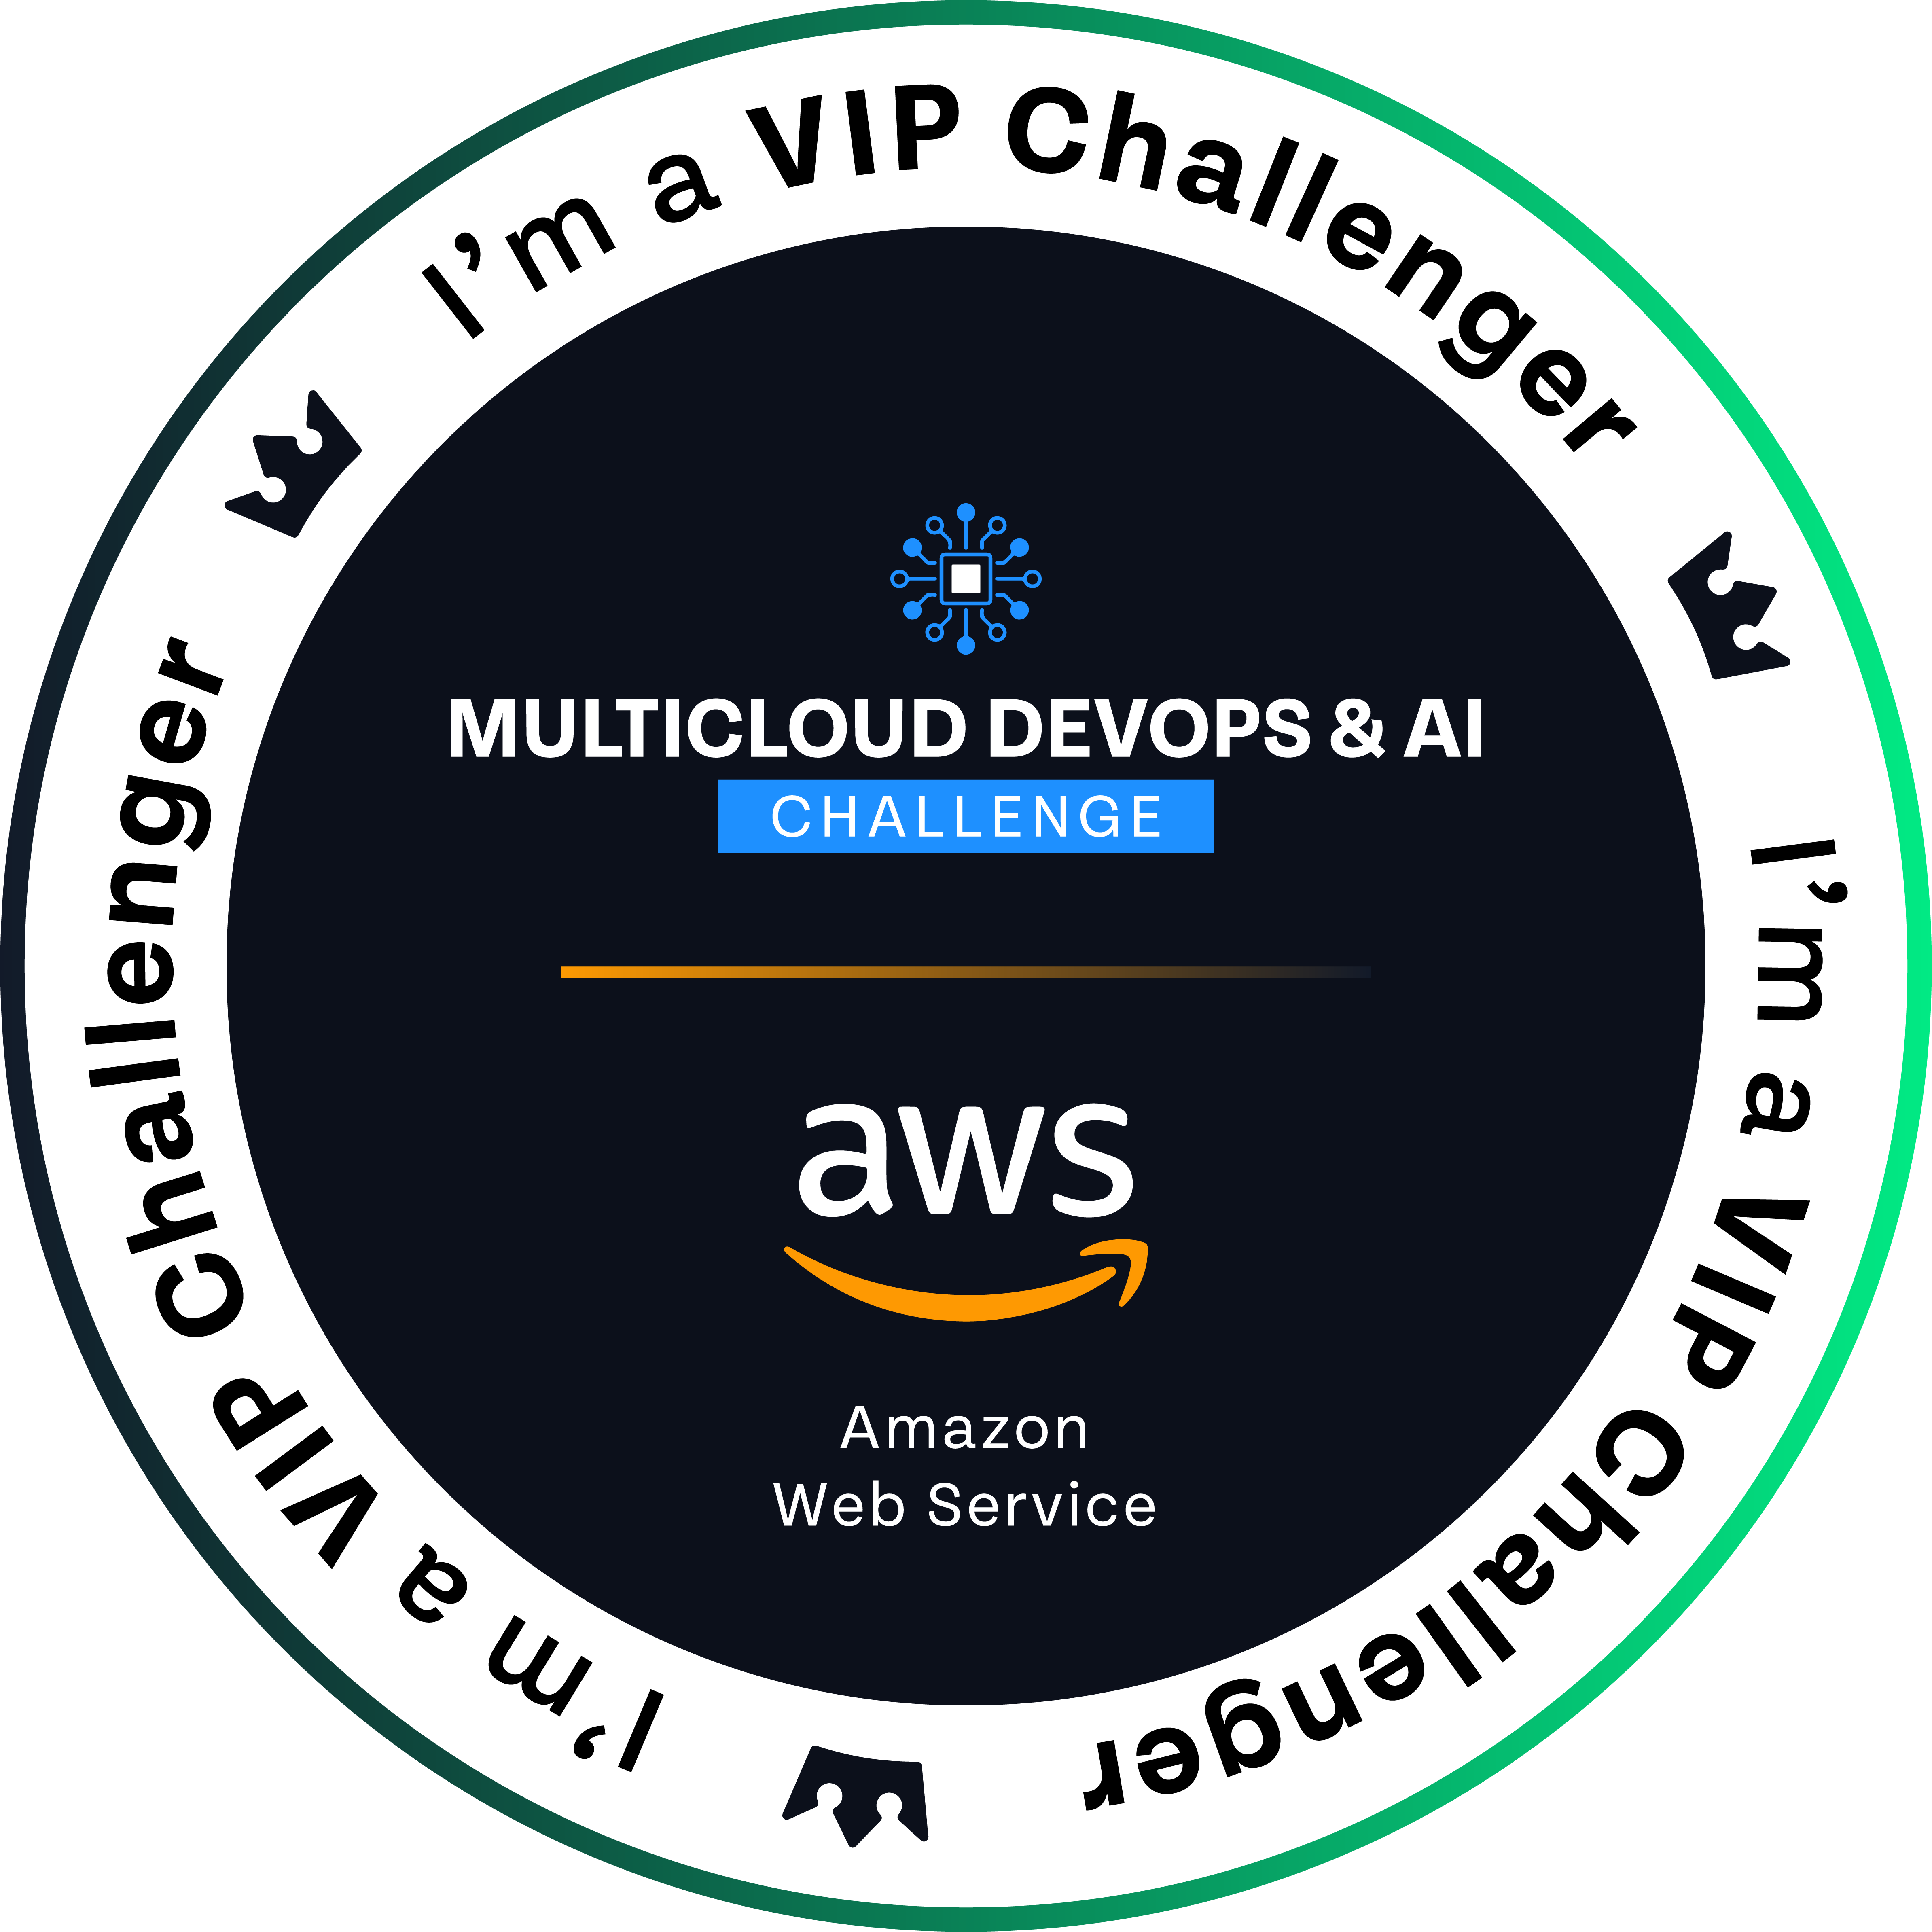 I’m a VIP Challenger
I’m a VIP Challenger
I’m a VIP Challenger
MULTICLOUD DEVOPS & AI
CHALLENGE
aws
Amazon
Web Service